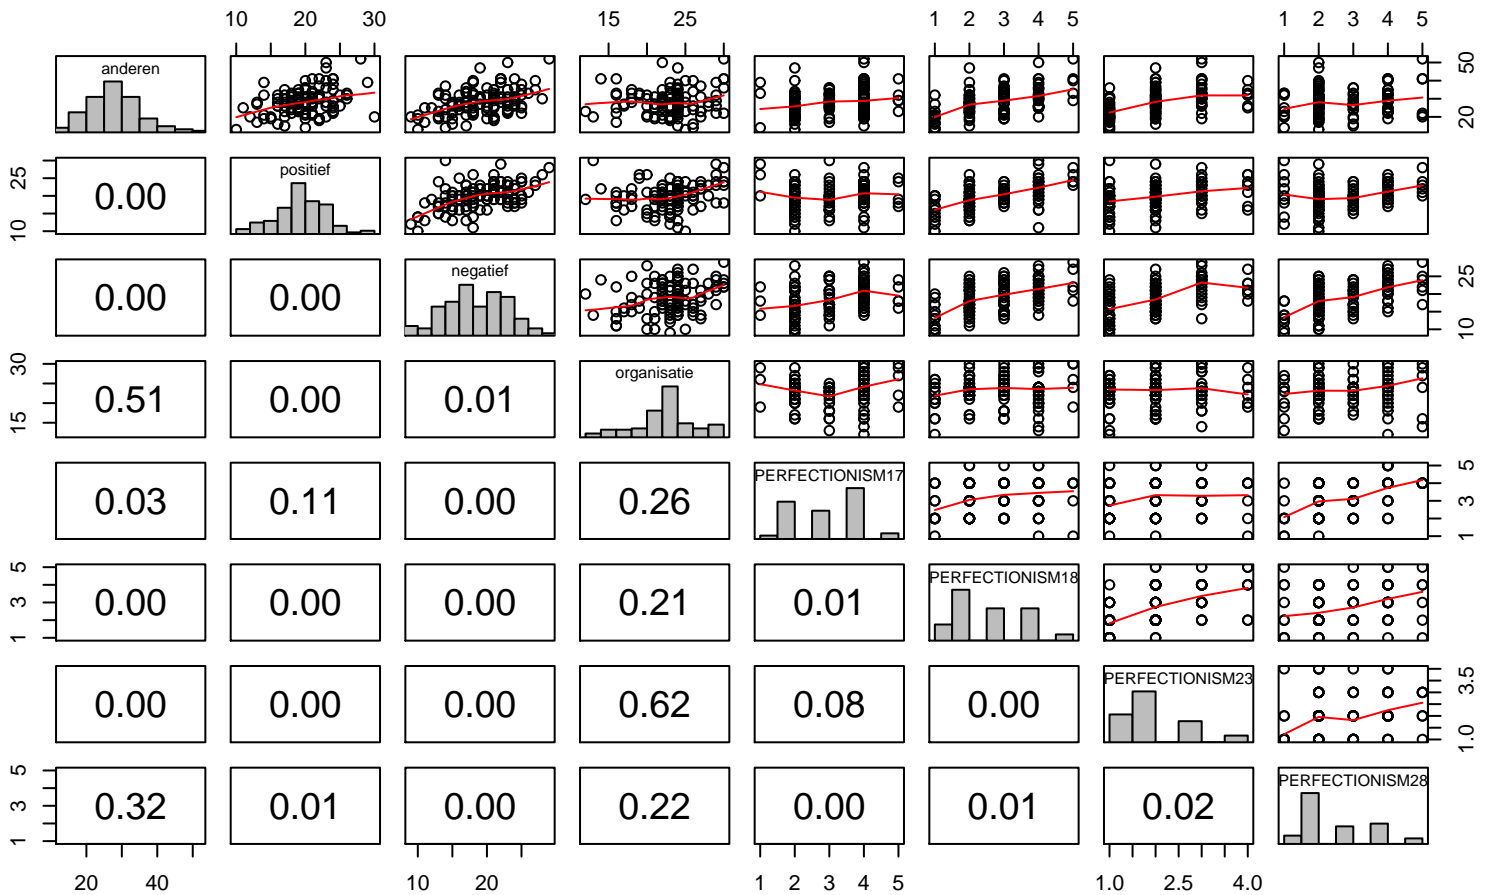 10 20 30 15 25 1 2 3 4 5 1 2 3 4 5
anderen 20 50
10 25 0.00 positief
0.00 0.00 negatief 10 25
15 30 0.51 0.00 0.01 organisatie
0.03 0.11 0.00 0.26 PERFECTIONISM17 1 3 5
1 3 5 0.00 0.00 0.00 0.21 0.01 PERFECTIONISM18
0.00 0.00 0.00 0.62 0.08 0.00 PERFECTIONISM23 1.0 3.5
1 3 5 0.32 0.01 0.00 0.22 0.00 0.01 0.02 PERFECTIONISM28
20 40 10 20 1 2 3 4 5 1.0 2.5 4.0